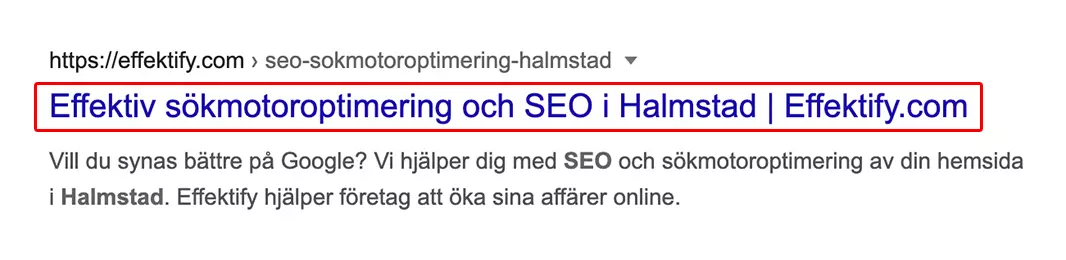 https://effektify.com › seo-sokmotoroptimering-halmstad
Effektiv sökmotoroptimering och SEO i Halmstad | Effektify.com
Vill du synas bättre på Google? Vi hjälper dig med SEO och sökmotoroptimering av din hemsida
i Halmstad. Effektify hjälper företag att öka sina affärer online.